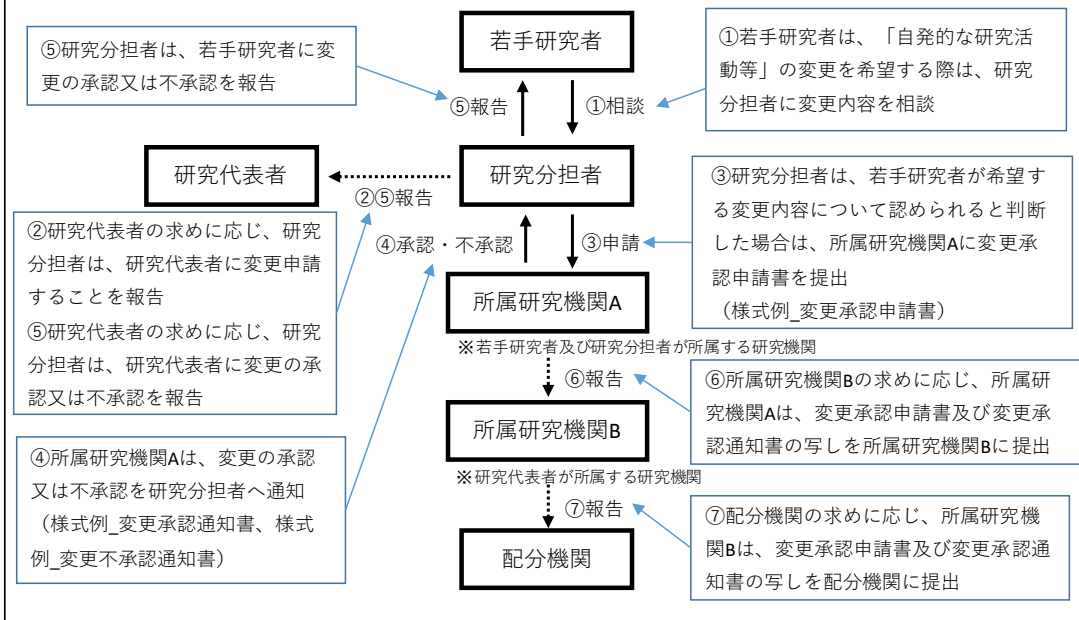 ⑤研究分担者は、若手研究者に変
更の承認又は不承認を報告
若手研究者
①若手研究者は、「自発的な研究活
動等」の変更を希望する際は、研究
分担者に変更内容を相談
⑤報告
①相談
研究代表者
研究分担者
②⑤報告
②研究代表者の求めに応じ、研究
分担者は、研究代表者に変更申請
することを報告
⑤研究代表者の求めに応じ、研究
分担者は、研究代表者に変更の承
認又は不承認を報告
④承認・不承認
③申請
③研究分担者は、若手研究者が希望す
る変更内容について認められると判断
した場合は、所属研究機関Aに変更承
認申請書を提出
（様式例_変更承認申請書）
所属研究機関A
※若手研究者及び研究分担者が所属する研究機関
⑥報告
⑥所属研究機関Bの求めに応じ、所属研
究機関Aは、変更承認申請書及び変更承
認通知書の写しを所属研究機関Bに提出
所属研究機関B
※研究代表者が所属する研究機関
④所属研究機関Aは、変更の承認
又は不承認を研究分担者へ通知
（様式例_変更承認通知書、様式
例_変更不承認通知書）
⑦報告
⑦配分機関の求めに応じ、所属研究機
関Bは、変更承認申請書及び変更承認通
知書の写しを配分機関に提出
配分機関